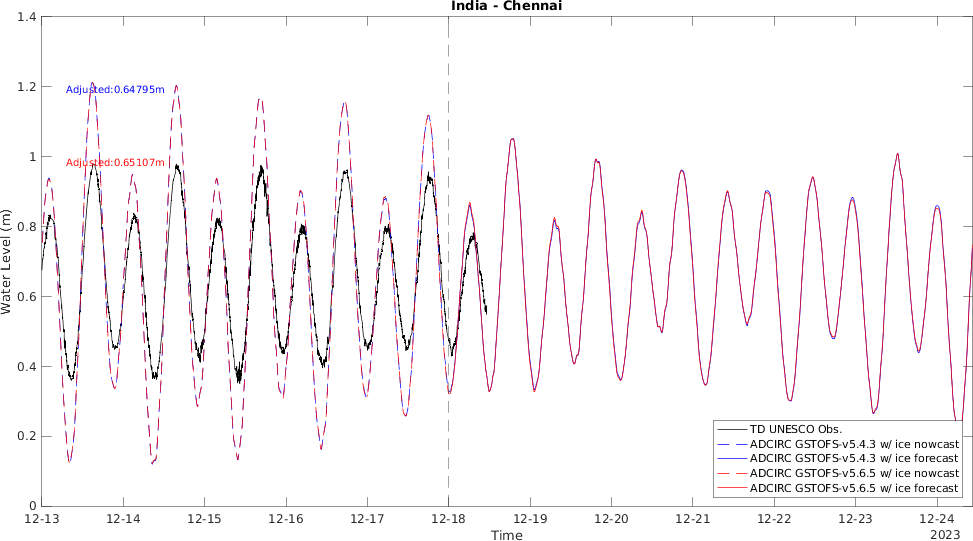 India - Chennai
1.4
1.2
1
0.8
0.6
0.4
0.2
0
Water Level (m)
Adjusted:0.64795m
Adjusted:0.65107m
TD UNESCO Obs.
ADCIRC GSTOFS-v5.4.3 w/ ice nowcast
ADCIRC GSTOFS-v5.4.3 w/ ice forecast
ADCIRC GSTOFS-v5.6.5 w/ ice nowcast
ADCIRC GSTOFS-v5.6.5 w/ ice forecast
12-13 12-14 12-15 12-16 12-17 12-18 12-19 12-20 12-21 12-22 12-23 12-24
Time
2023